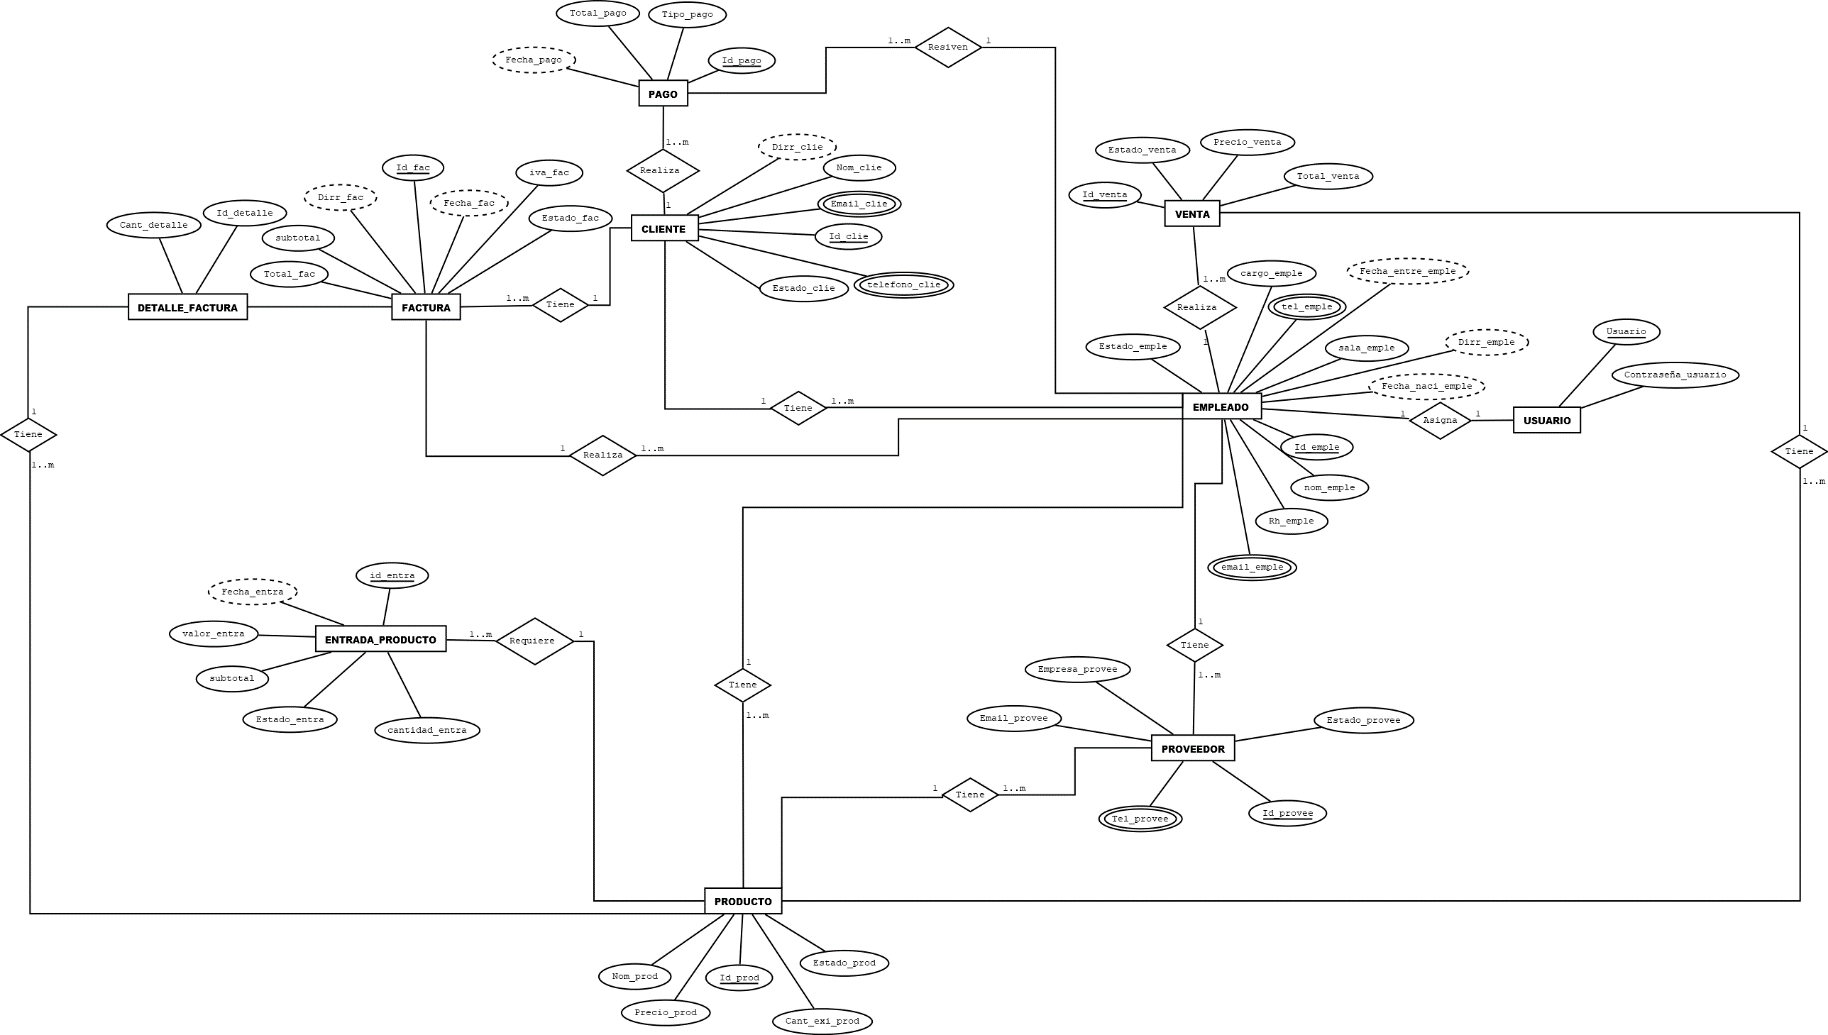 Total_pago
Tipo_pago
Fecha_pago
Id_pago
PAGO
1..m
Resiven
1
1..m
Realiza
1
Dirr_clie
Nom_clie
Email_clie
Id_clie
telefono_clie
Estado_clie
CLIENTE
Estado_venta
Precio_venta
Total_venta
Id_venta
VENTA
Id_fac
iva_fac
Dirr_fac
Fecha_fac
Estado_fac
subtotal
Total_fac
Cant_detalle
Id_detalle
DETALLE_FACTURA
FACTURA
1..m
Tiene
1
1..m
Realiza
1
cargo_emple
Fecha_entre_emple
tel_emple
Estado_emple
sala_emple
Dirr_emple
Fecha_naci_emple
EMPLEADO
Id_emple
nom_emple
Rh_emple
email_emple
1
Asigna
1
USUARIO
Usuario
Contraseña_usuario
1
Tiene
1..m
1
Tiene
1..m
1
Realiza
1..m
1
Tiene
1..m
id_entra
Fecha_entra
valor_entra
subtotal
Estado_entra
cantidad_entra
ENTRADA_PRODUCTO
1..m
Requiere
1
1
Tiene
1..m
1
Tiene
1..m
Empresa_provee
Email_provee
Estado_provee
PROVEEDOR
Tel_provee
Id_provee
1
Tiene
1..m
PRODUCTO
Nom_prod
Id_prod
Estado_prod
Precio_prod
Cant_exi_prod